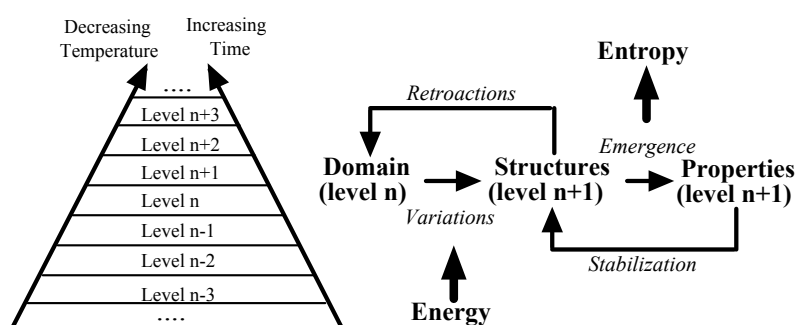 Decreasing
Temperature
Increasing
Time
....
Level n+3
Level n+2
Level n+1
Level n
Level n-1
Level n-2
Level n-3
....
Entropy
Retroactions
Emergence
Domain
(level n)
Structures
(level n+1)
Properties
(level n+1)
Variations
Stabilization
Energy